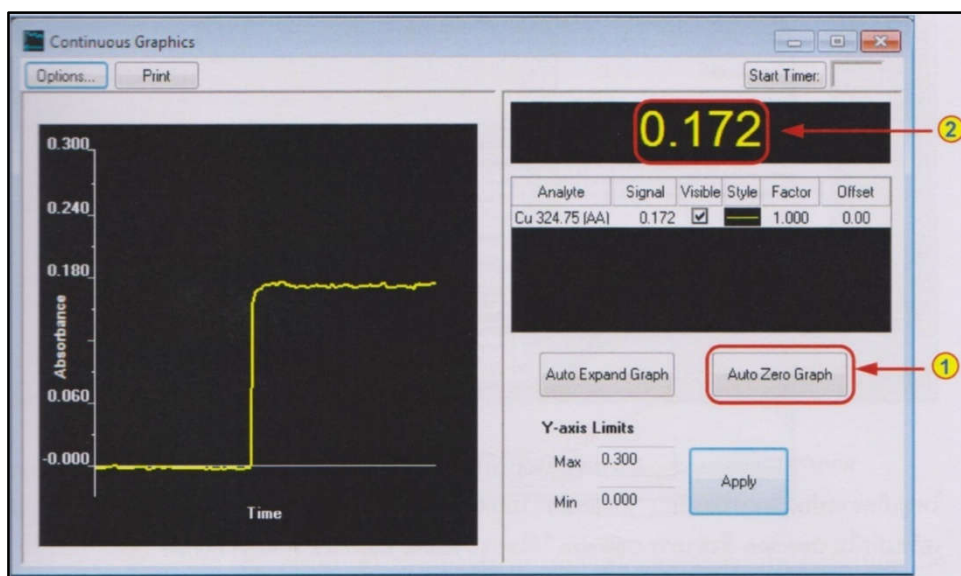 Continuous Graphics
Options... Print Start Timer:
0.172
2
Analyte Signal Visible Style Factor Offset
Cu 324.75 (AA) 0.172 1.000 0.00
0.300
0.240
0.180
Absorbance
0.060
-0.000
Time
Auto Expand Graph Auto Zero Graph
1
Y-axis Limits
Max 0.300
Min 0.000
Apply